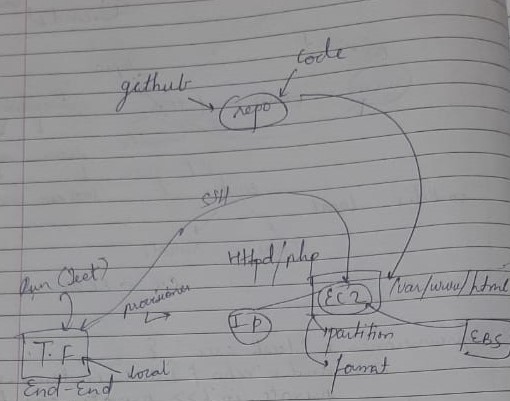 code
github
repo
SSH
Httpd/php
Run (Jeet)
provisioner
EC2
/var/www/html
IP
partition
EBS
T.F
local
format
End-End